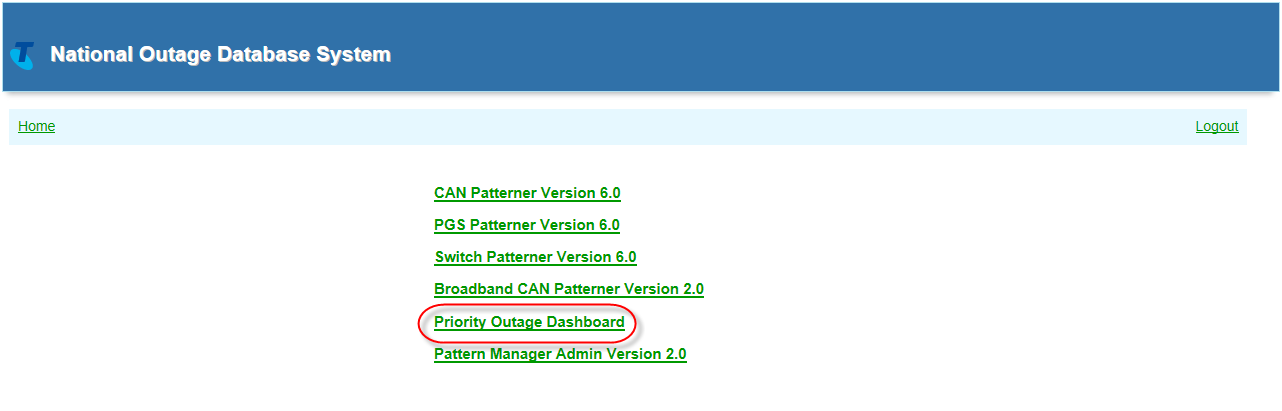 National Outage Database System
Home Logout
CAN Patterner Version 6.0
PGS Patterner Version 6.0
Switch Patterner Version 6.0
Broadband CAN Patterner Version 2.0
Priority Outage Dashboard
Pattern Manager Admin Version 2.0